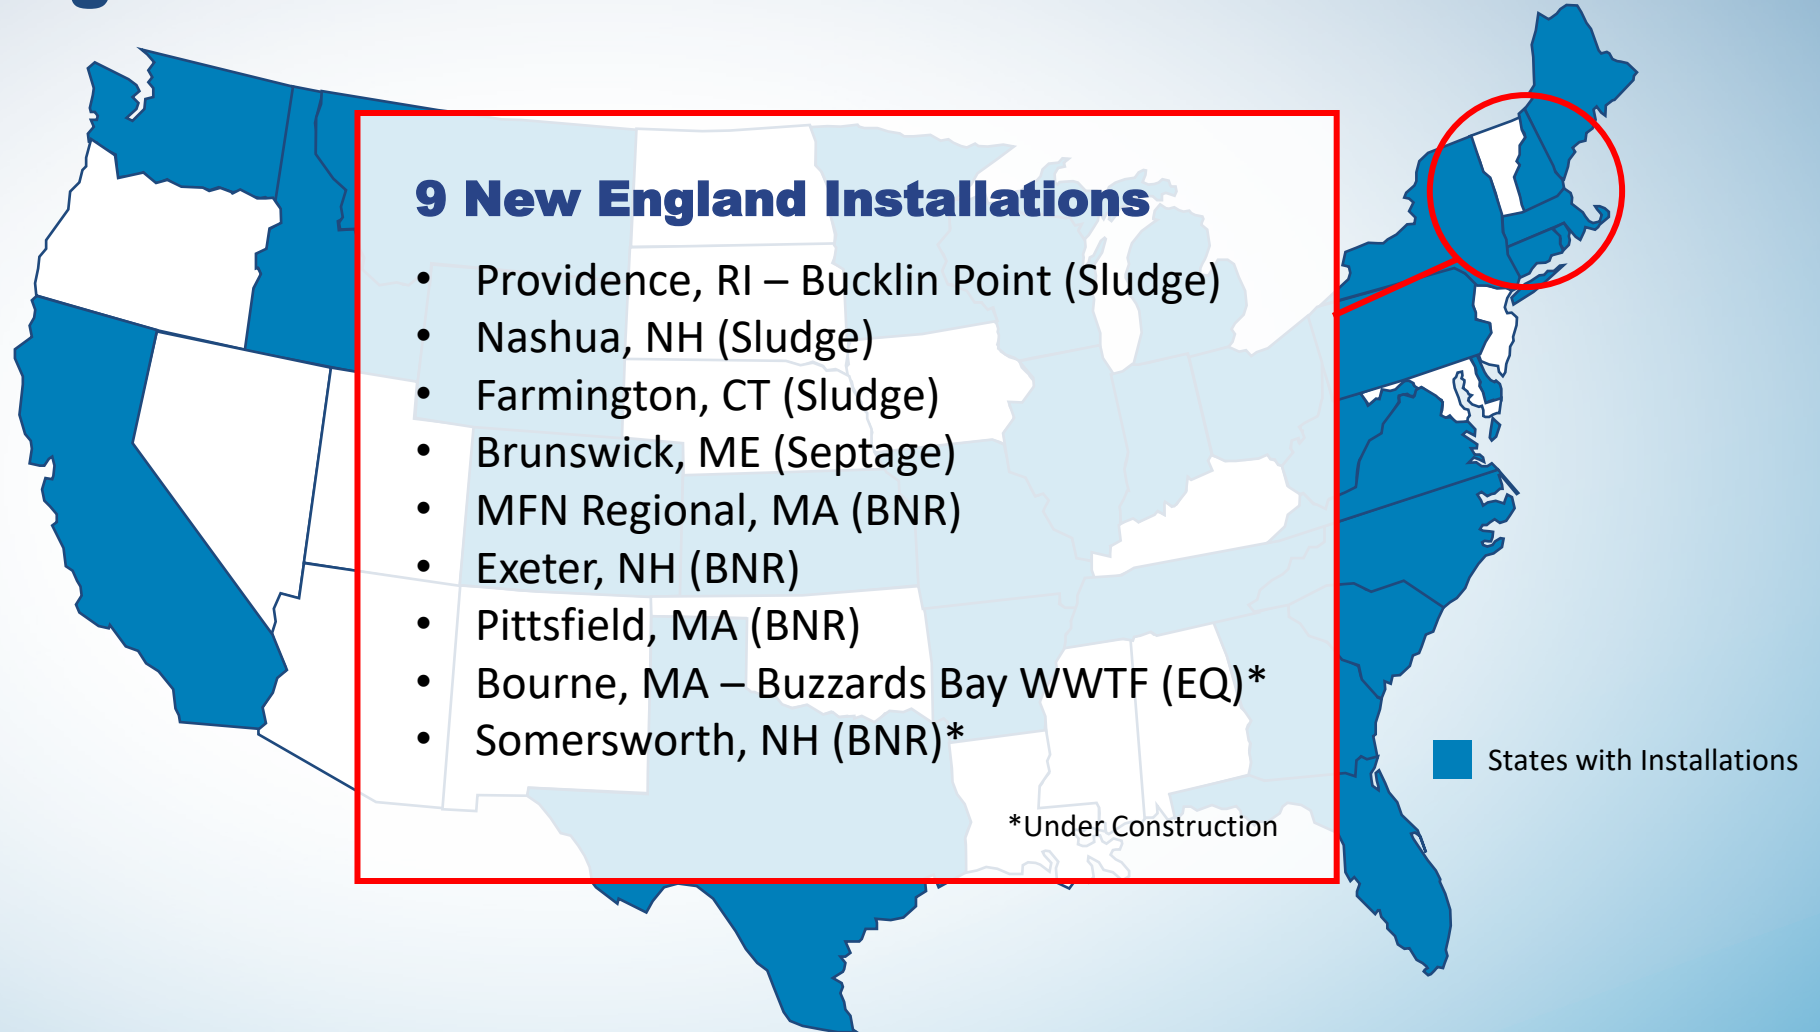 9 New England Installations
• Providence, RI – Bucklin Point (Sludge)
• Nashua, NH (Sludge)
• Farmington, CT (Sludge)
• Brunswick, ME (Septage)
• MFN Regional, MA (BNR)
• Exeter, NH (BNR)
• Pittsfield, MA (BNR)
• Bourne, MA – Buzzards Bay WWTF (EQ)*
• Somersworth, NH (BNR)*
*Under Construction
States with Installations